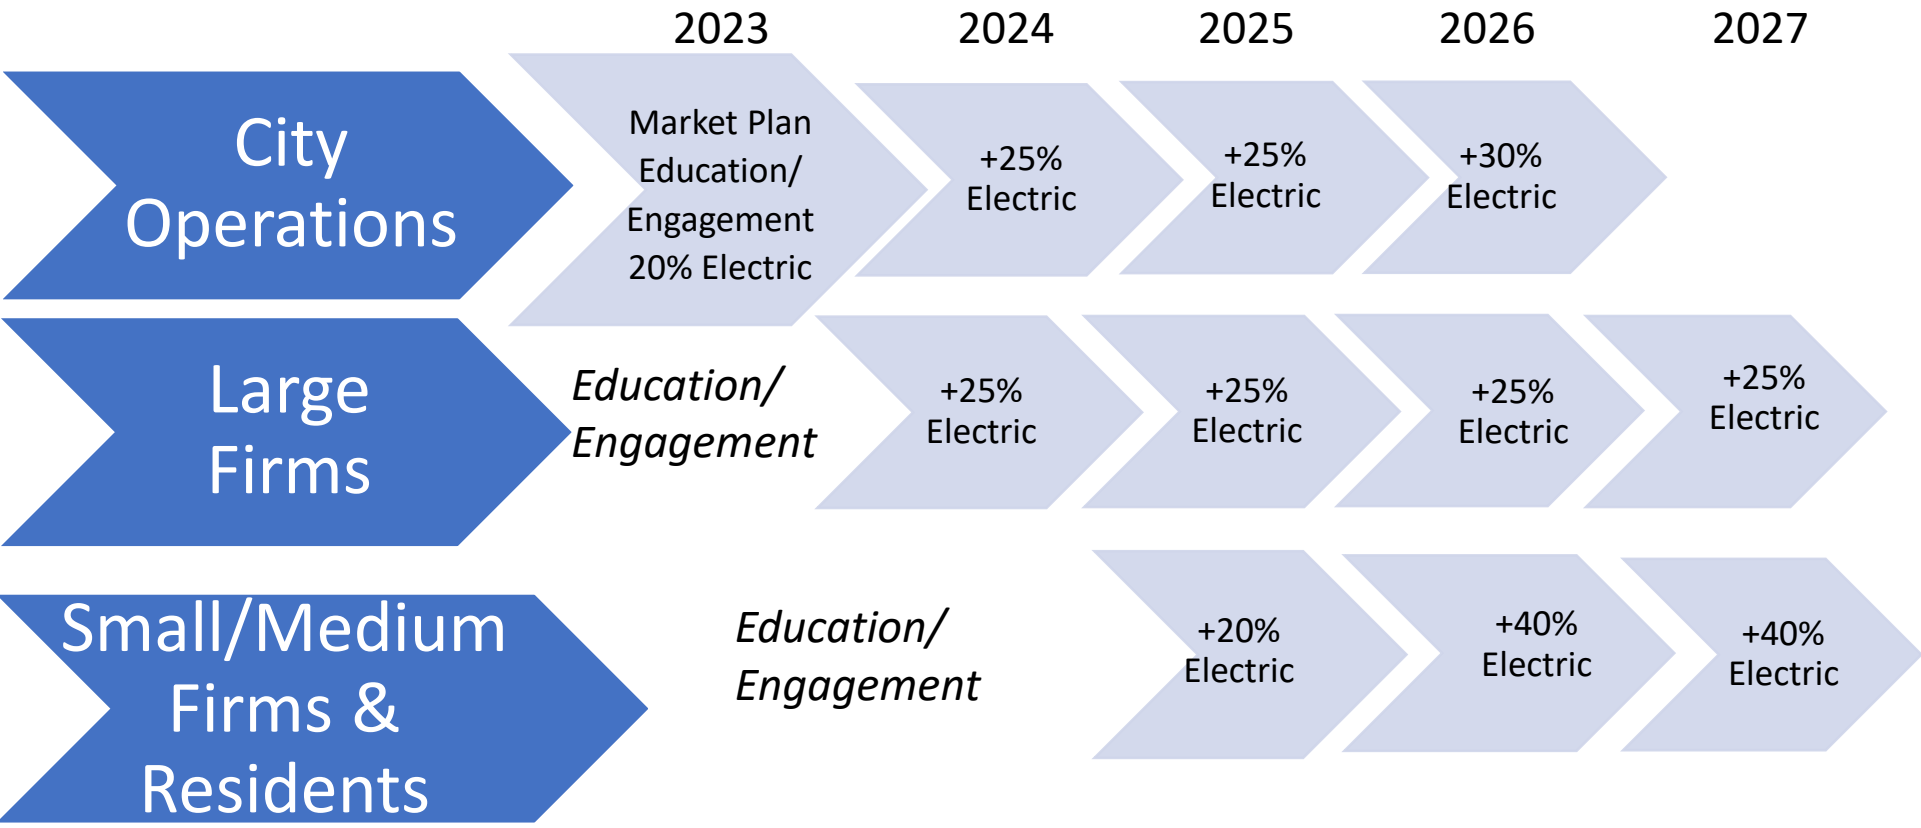 2023 2024 2025 2026 2027
City
Operations
Market Plan
Education/
Engagement
20% Electric
+25%
Electric
+25%
Electric
+30%
Electric
Large
Firms
Education/
Engagement
+25%
Electric
+25%
Electric
+25%
Electric
+25%
Electric
Small/Medium
Firms &
Residents
Education/
Engagement
+20%
Electric
+40%
Electric
+40%
Electric